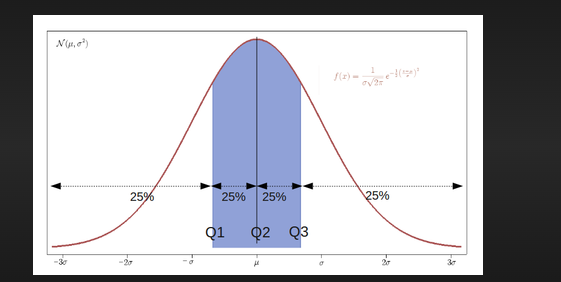 𝒩(μ, σ²)
f(x) = 1/(σ√2π) e^(-½((x-μ)/σ)²)
25% 25% 25% 25%
Q1 Q2 Q3
−3σ −2σ −σ μ σ 2σ 3σ